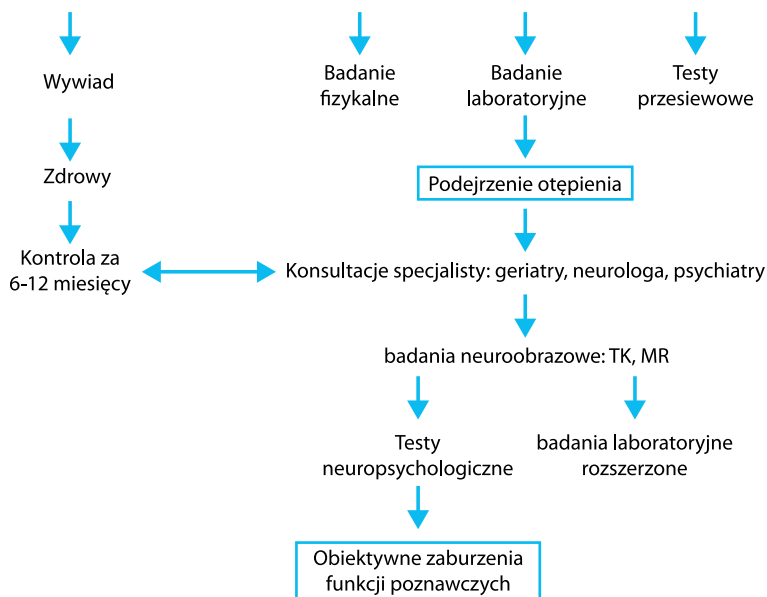 Wywiad
Badanie
fizykalne
Badanie
laboratoryjne
Testy
przesiewowe
Zdrowy
Podejrzenie otępienia
Kontrola za
6-12 miesięcy
Konsultacje specjalisty: geriatry, neurologa, psychiatry
badania neuroobrazowe: TK, MR
Testy
neuropsychologiczne
badania laboratoryjne
rozszerzone
Obiektywne zaburzenia
funkcji poznawczych